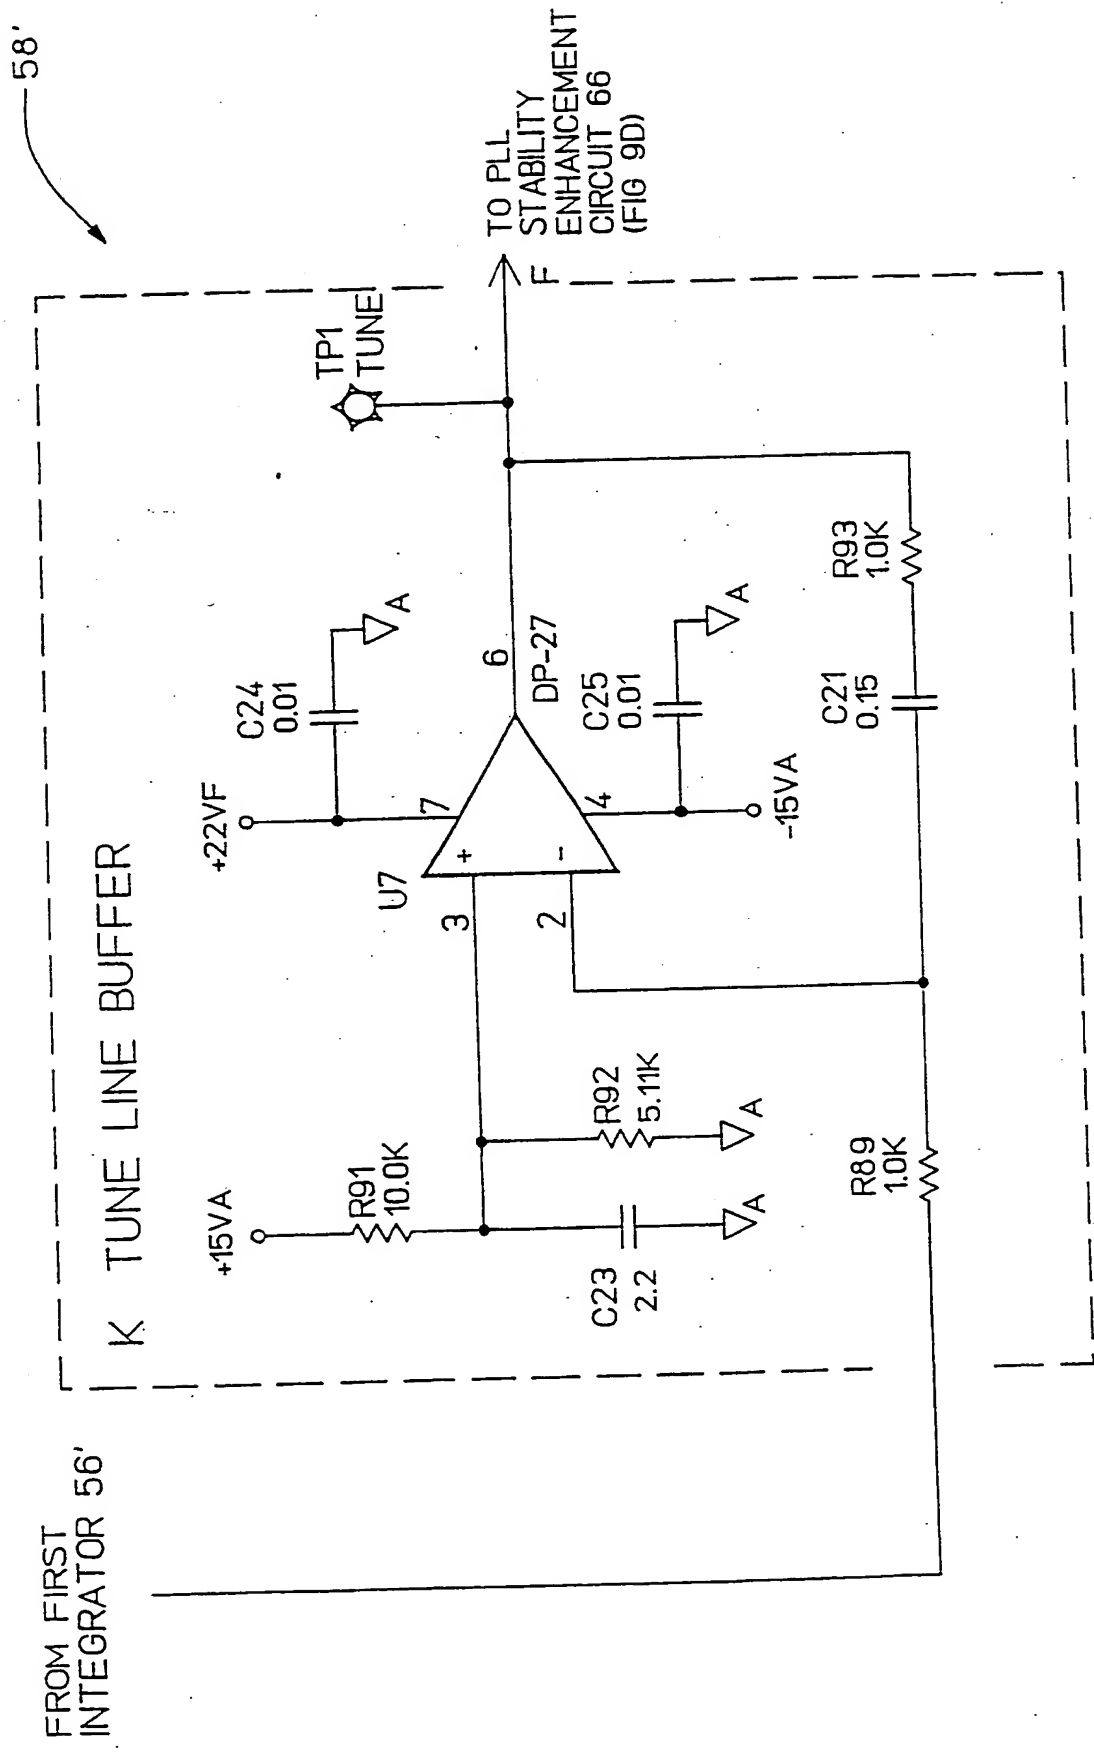 58'
FROM FIRST
INTEGRATOR 56'
K TUNE LINE BUFFER
+15VA
R91
10.0K
C23
2.2
A
R92
5.11K
A
R89
1.0K
+22VF
C24
0.01
A
U7
3
2
7
4
6
+
-
DP-27
C25
0.01
A
-15VA
C21
0.15
R93
1.0K
TP1
TUNE
F
TO PLL
STABILITY
ENHANCEMENT
CIRCUIT 66
(FIG 9D)